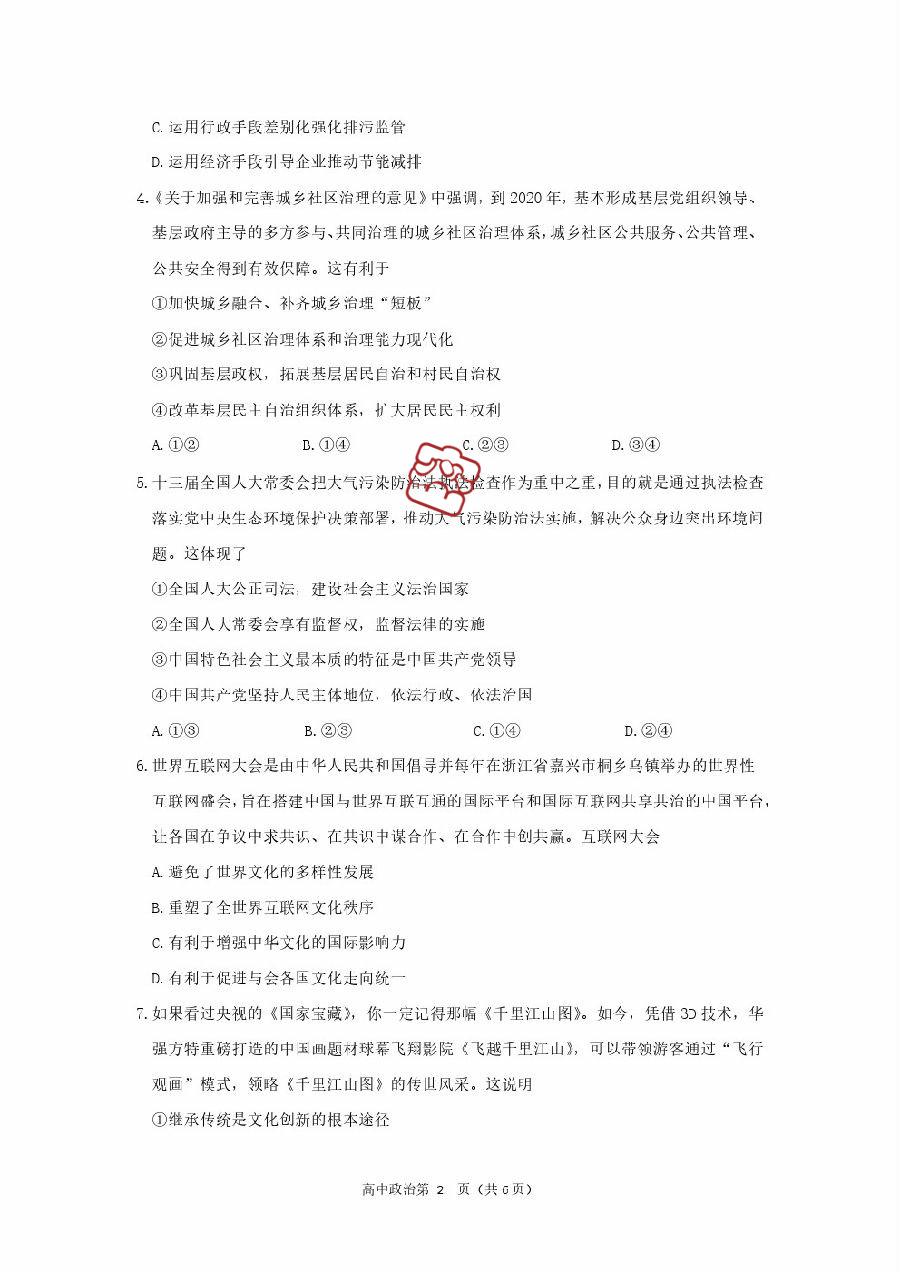 C. 运用行政手段差别化强化排污监管
D. 运用经济手段引导企业推动节能减排
4.《关于加强和完善城乡社区治理的意见》中强调, 到 2020 年, 基本形成基层党组织领导、
基层政府主导的多方参与、共同治理的城乡社区治理体系, 城乡社区公共服务、公共管理、
公共安全得到有效保障。这有利于
①加快城乡融合、补齐城乡治理“短板”
②促进城乡社区治理体系和治理能力现代化
③巩固基层政权, 拓展基层居民自治和村民自治权
④改革基层民主自治组织体系, 扩大居民民主权利
A. ①② B. ①④ C. ②③ D. ③④
5. 十三届全国人大常委会把大气污染防治法执法检查作为重中之重, 目的就是通过执法检查
落实党中央生态环境保护决策部署, 推动大气污染防治法实施, 解决公众身边突出环境问
题。这体现了
①全国人大公正司法, 建设社会主义法治国家
②全国人大常委会享有监督权, 监督法律的实施
③中国特色社会主义最本质的特征是中国共产党领导
④中国共产党坚持人民主体地位, 依法行政、依法治国
A. ①③ B. ②③ C. ①④ D. ②④
6. 世界互联网大会是由中华人民共和国倡导并每年在浙江省嘉兴市桐乡乌镇举办的世界性
互联网盛会, 旨在搭建中国与世界互联互通的国际平台和国际互联网共享共治的中国平台,
让各国在争议中求共识、在共识中谋合作、在合作中创共赢。互联网大会
A. 避免了世界文化的多样性发展
B. 重塑了全世界互联网文化秩序
C. 有利于增强中华文化的国际影响力
D. 有利于促进与会各国文化走向统一
7. 如果看过央视的《国家宝藏》, 你一定记得那幅《千里江山图》。如今, 凭借 3D 技术, 华
强方特重磅打造的中国画题材球幕飞翔影院《飞越千里江山》, 可以带领游客通过“飞行
观画”模式, 领略《千里江山图》的传世风采。这说明
①继承传统是文化创新的根本途径
高中政治第 2 页（共 6 页）